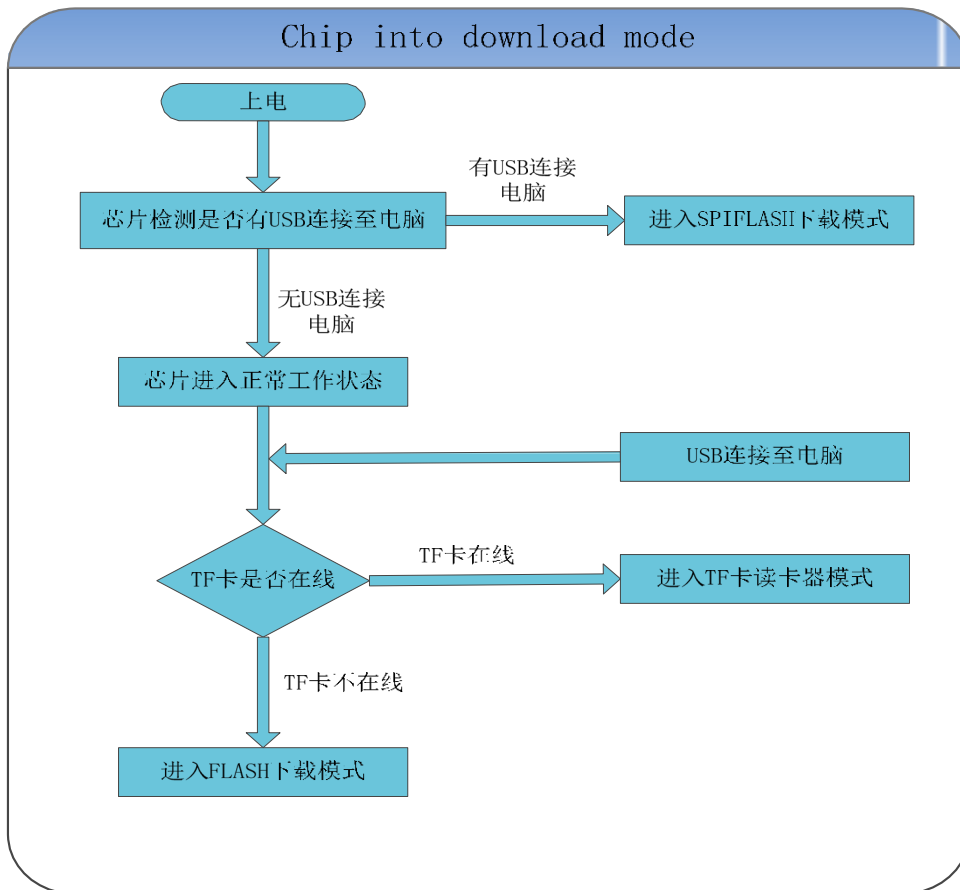 Chip into download mode
上电
有USB连接
电脑
芯片检测是否有USB连接至电脑
进入SPIFLASH下载模式
无USB连接
电脑
芯片进入正常工作状态
USB连接至电脑
TF卡在线
TF卡是否在线
进入TF卡读卡器模式
TF卡不在线
进入FLASH下载模式